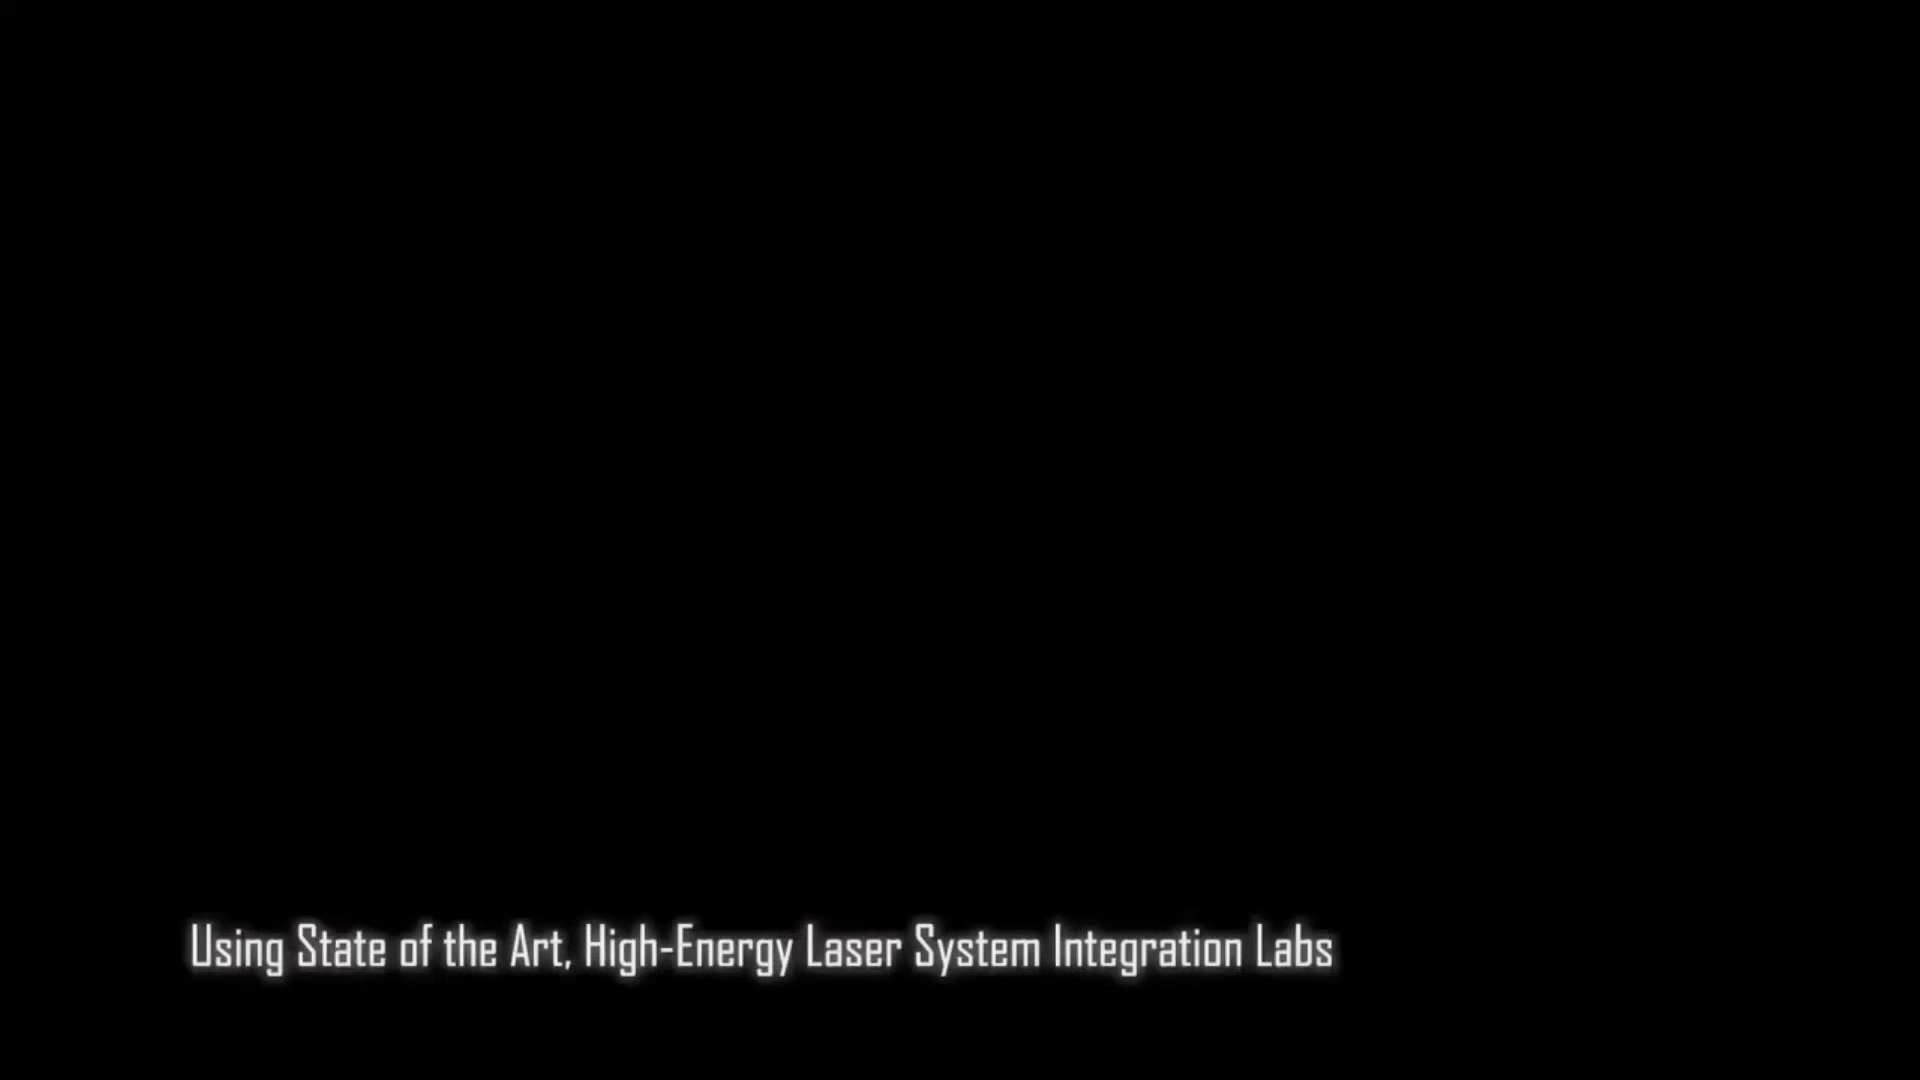 Using State of the Art, High-Energy Laser System Integration Labs